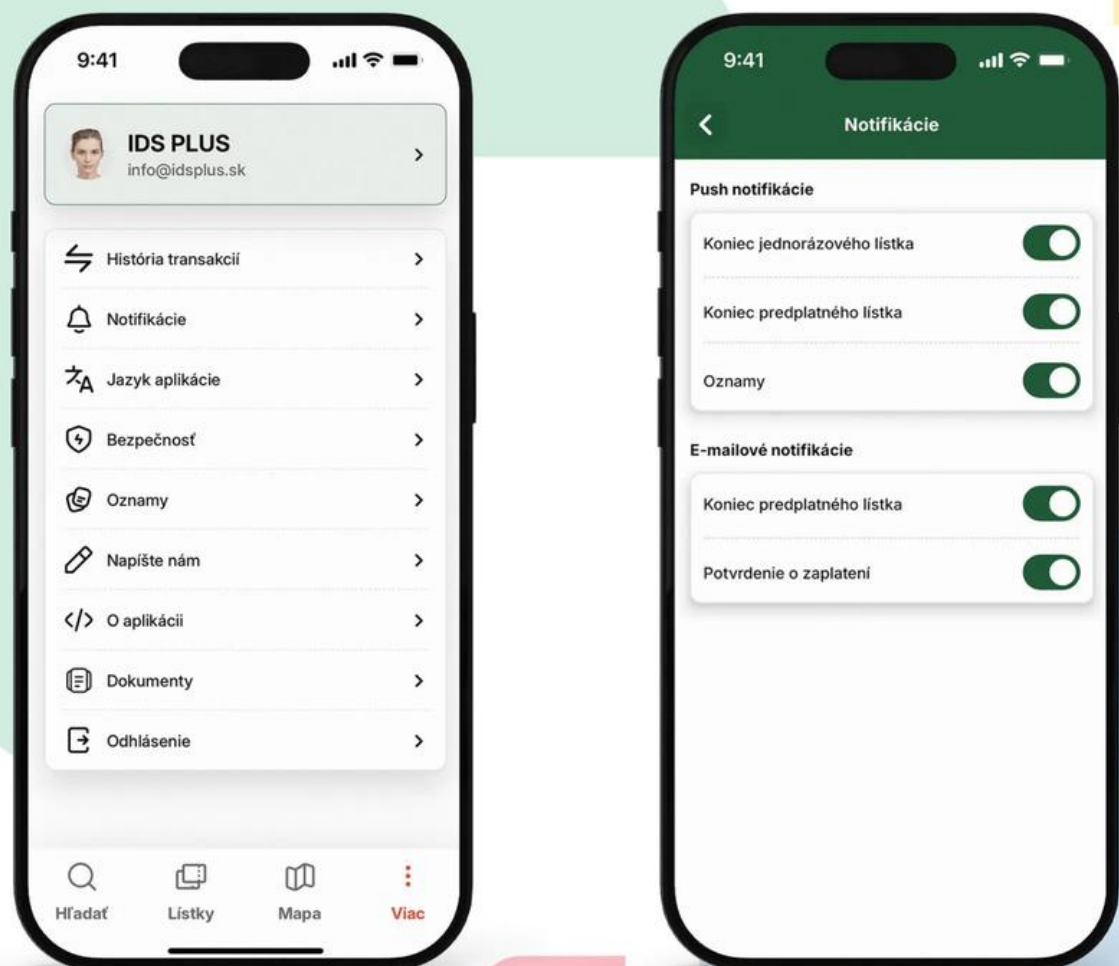 9:41
IDS PLUS
info@idsplus.sk
História transakcií
Notifikácie
Jazyk aplikácie
Bezpečnosť
Oznamy
Napíšte nám
O aplikácii
Dokumenty
Odhlásenie
Hľadať
Lístky
Mapa
Viac
9:41
Notifikácie
Push notifikácie
Koniec jednorázového lístka
Koniec predplatného lístka
Oznamy
E-mailové notifikácie
Koniec predplatného lístka
Potvrdenie o zaplatení